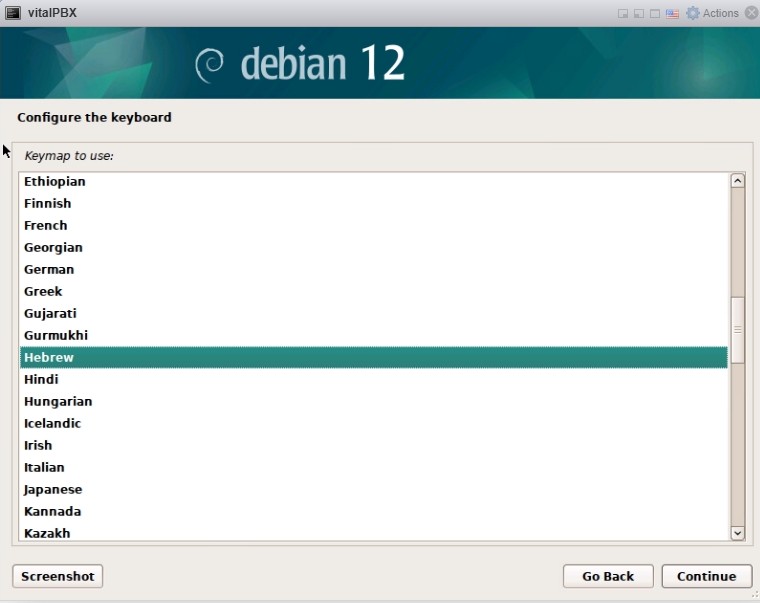 vitalPBX
Actions
debian 12
Configure the keyboard
Keymap to use:
Ethiopian
Finnish
French
Georgian
German
Greek
Gujarati
Gurmukhi
Hebrew
Hindi
Hungarian
Icelandic
Irish
Italian
Japanese
Kannada
Kazakh
Screenshot
Go Back
Continue